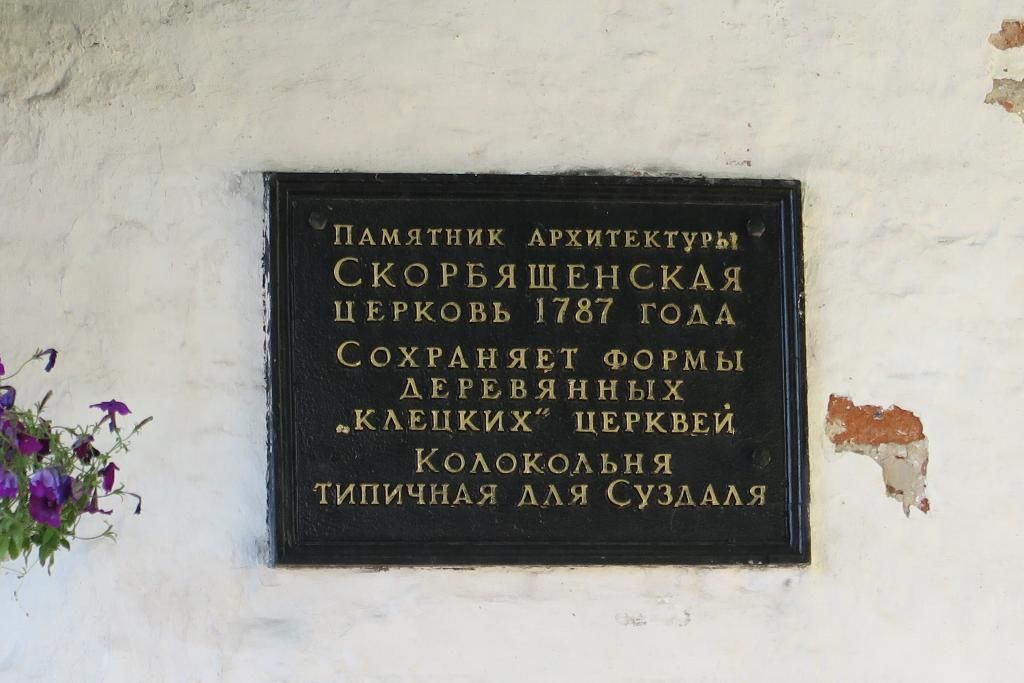 Памятник архитектуры
Скорбященская
церковь 1787 года
Сохраняет формы
деревянных
„клецких“ церквей
Колокольня
типичная для Суздаля